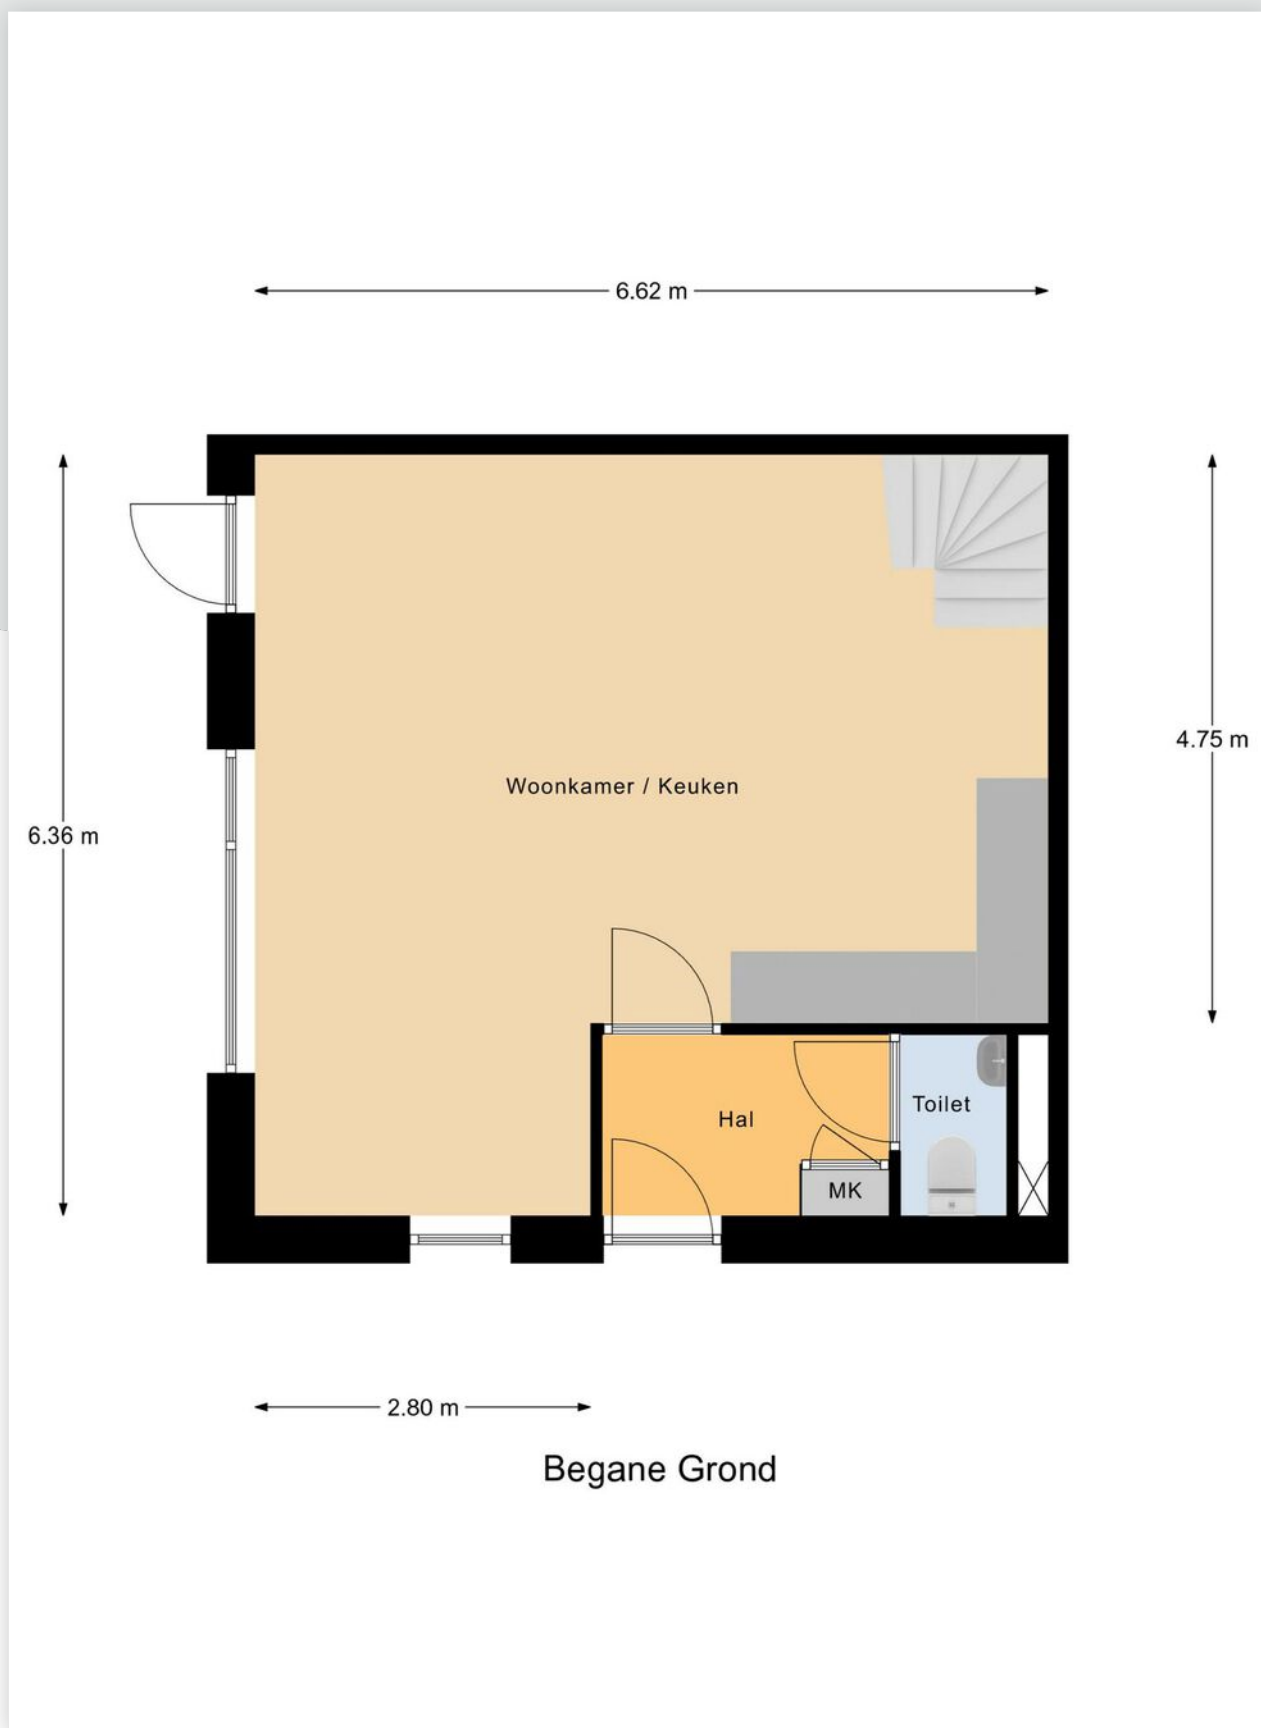 6.62 m
4.75 m
Woonkamer / Keuken
6.36 m
Toilet
Hal
MK
2.80 m
Begane Grond